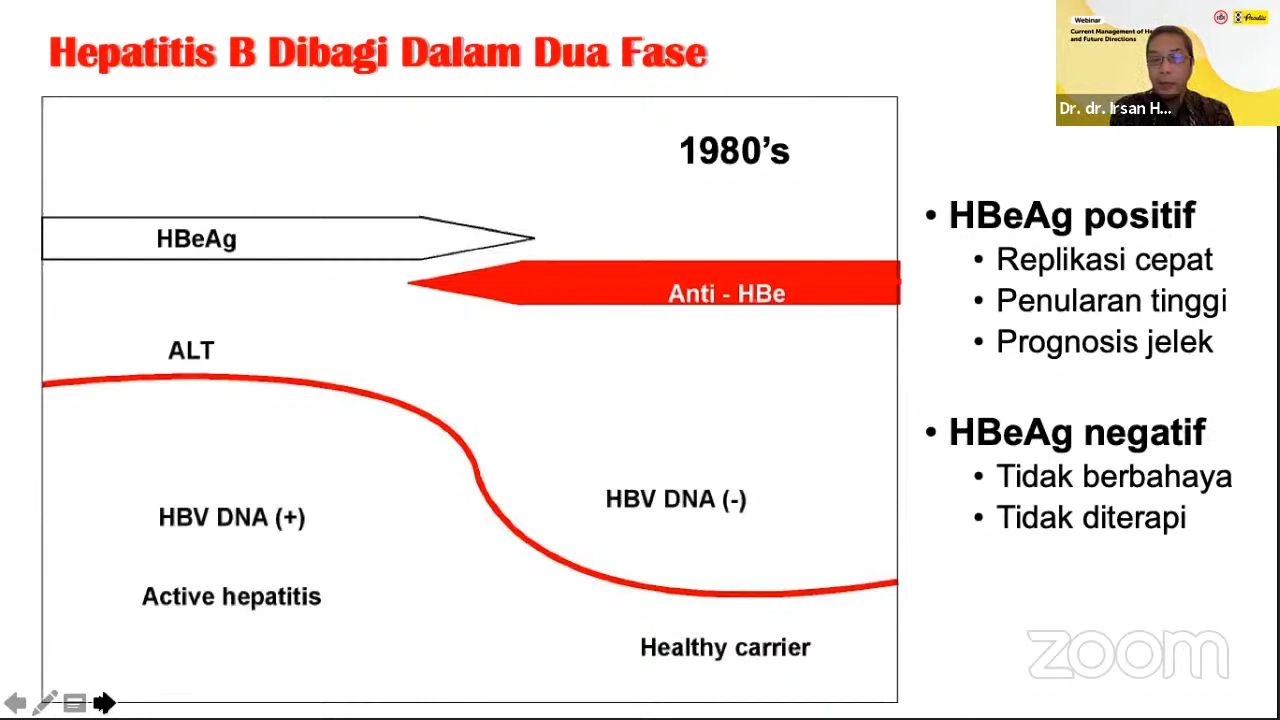 Hepatitis B Dibagi Dalam Dua Fase
Webinar
Current Management of He
and Future Directions
Prodia
Dr. dr. Irsan H...
1980's
HBeAg
Anti - HBe
ALT
HBV DNA (+)
HBV DNA (-)
Active hepatitis
Healthy carrier
• HBeAg positif
• Replikasi cepat
• Penularan tinggi
• Prognosis jelek
• HBeAg negatif
• Tidak berbahaya
• Tidak diterapi
zoom